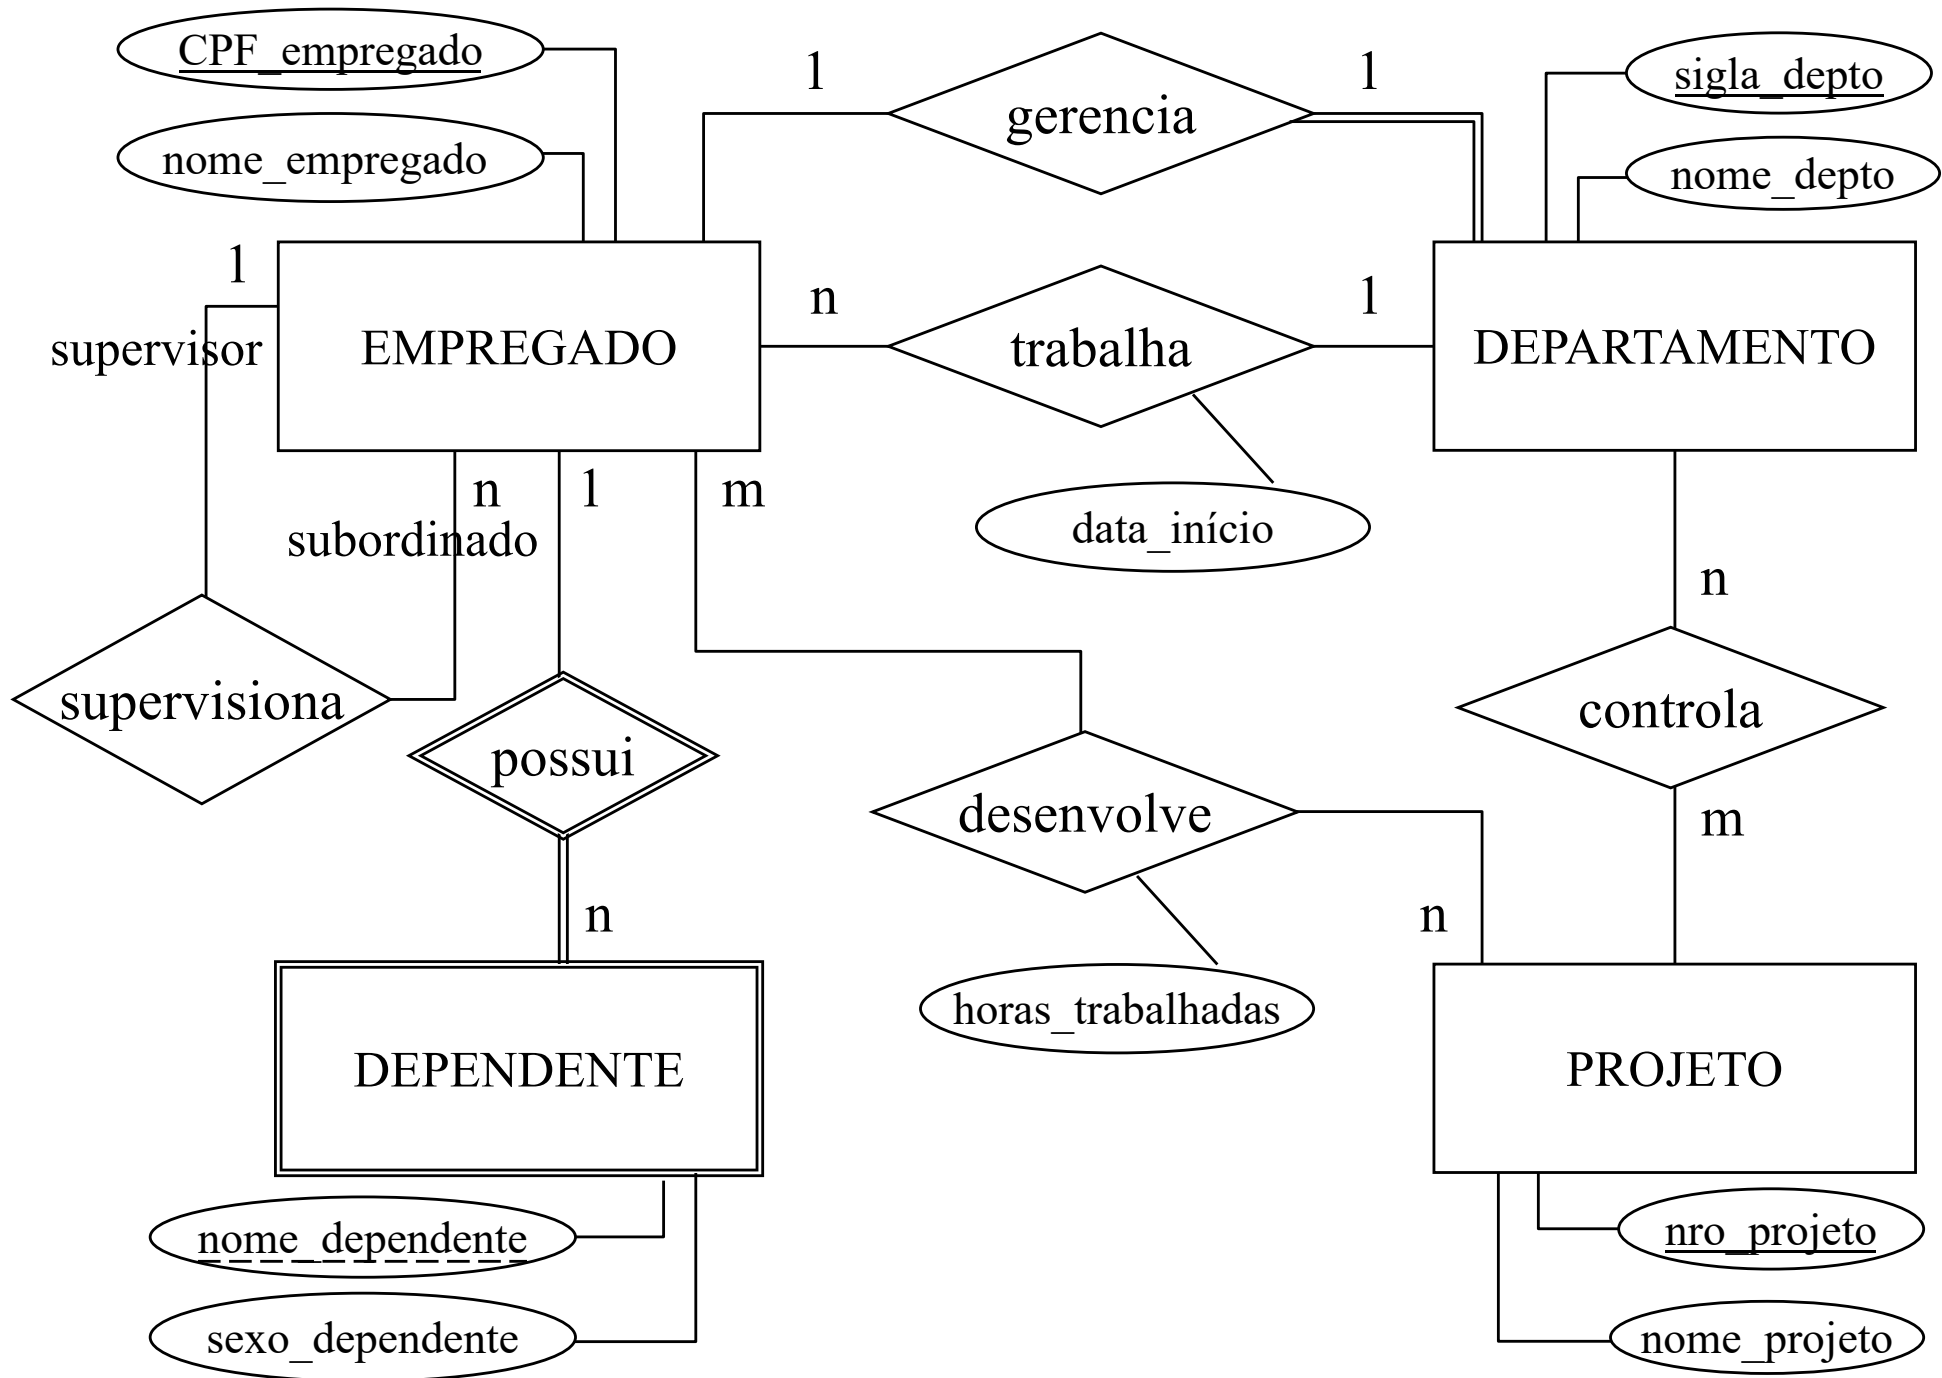 CPF_empregado
1
gerencia
1
sigla_depto
nome_empregado
nome_depto
1
supervisor
EMPREGADO
n
trabalha
1
DEPARTAMENTO
n
1
m
subordinado
data_início
n
supervisiona
possui
controla
desenvolve
m
n
n
horas_trabalhadas
DEPENDENTE
PROJETO
nome_dependente
nro_projeto
sexo_dependente
nome_projeto